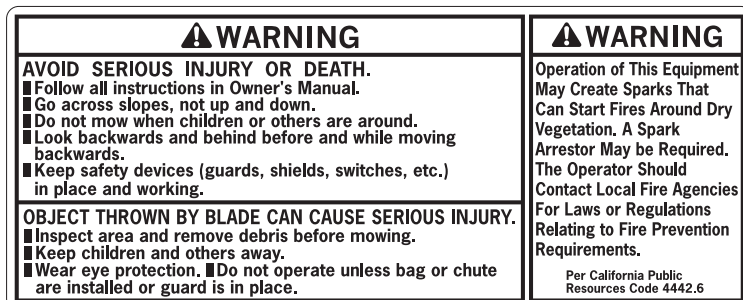 WARNING
AVOID SERIOUS INJURY OR DEATH.
Follow all instructions in Owner's Manual.
Go across slopes, not up and down.
Do not mow when children or others are around.
Look backwards and behind before and while moving
backwards.
Keep safety devices (guards, shields, switches, etc.)
in place and working.
OBJECT THROWN BY BLADE CAN CAUSE SERIOUS INJURY.
Inspect area and remove debris before mowing.
Keep children and others away.
Wear eye protection. Do not operate unless bag or chute
are installed or guard is in place.
WARNING
Operation of This Equipment
May Create Sparks That
Can Start Fires Around Dry
Vegetation. A Spark
Arrestor May be Required.
The Operator Should
Contact Local Fire Agencies
For Laws or Regulations
Relating to Fire Prevention
Requirements.
Per California Public
Resources Code 4442.6